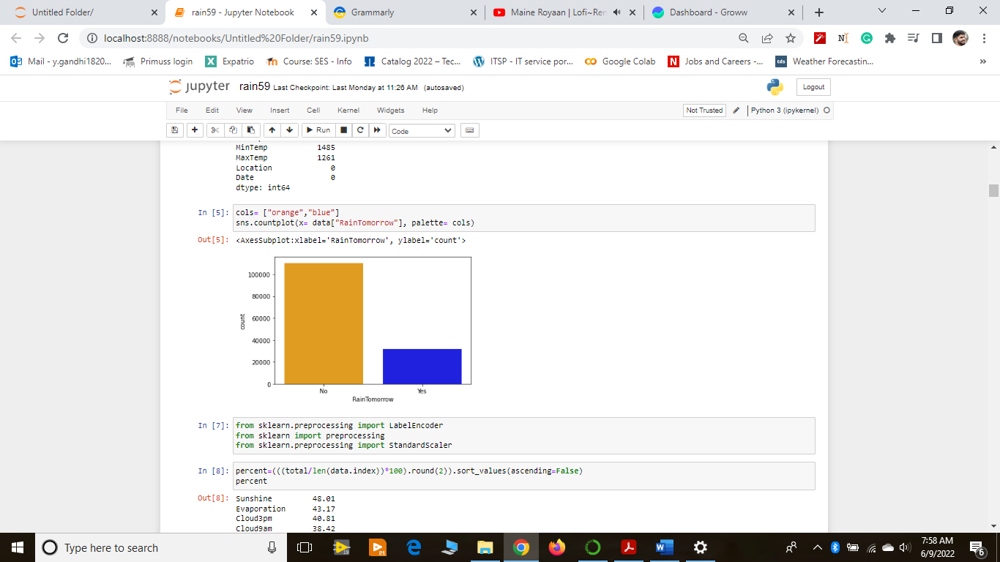 Untitled Folder/
rain59 - Jupyter Notebook
Grammarly
Maine Royaan | Lofi~Ren
Dashboard - Groww
localhost:8888/notebooks/Untitled%20Folder/rain59.ipynb
Mail - y.gandhi1820...
Primuss login
Expatrio
Course: SES - Info
Catalog 2022 – Tec...
ITSP - IT service por...
Google Colab
Jobs and Careers -...
Weather Forecastin...
»
jupyter rain59 Last Checkpoint: Last Monday at 11:26 AM (autosaved)
Logout
File Edit View Insert Cell Kernel Widgets Help
Not Trusted
Python 3 (ipykernel)
Run
Code
MinTemp 1485
MaxTemp 1261
Location 0
Date 0
dtype: int64
In [5]: cols= ["orange","blue"]
sns.countplot(x= data["RainTomorrow"], palette= cols)
Out[5]: <AxesSubplot:xlabel='RainTomorrow', ylabel='count'>
100000
80000
60000
40000
20000
0
count
No Yes
RainTomorrow
In [7]: from sklearn.preprocessing import LabelEncoder
from sklearn import preprocessing
from sklearn.preprocessing import StandardScaler
In [8]: percent=(((total/len(data.index))*100).round(2)).sort_values(ascending=False)
percent
Out[8]: Sunshine 48.01
Evaporation 43.17
Cloud3pm 40.81
Cloud9am 38.42
Type here to search
7:58 AM
6/9/2022
6